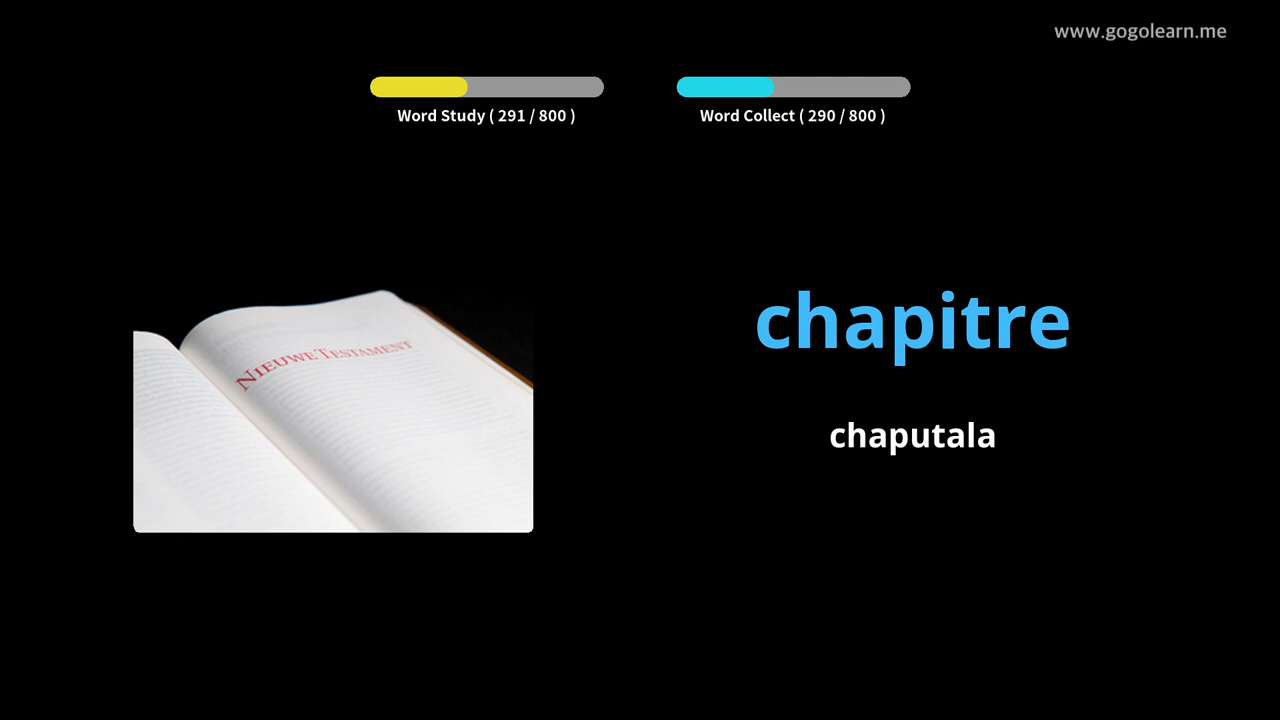 www.gogolearn.me
Word Study ( 291 / 800 )
Word Collect ( 290 / 800 )
NIEUWE TESTAMENT
chapitre
chaputala